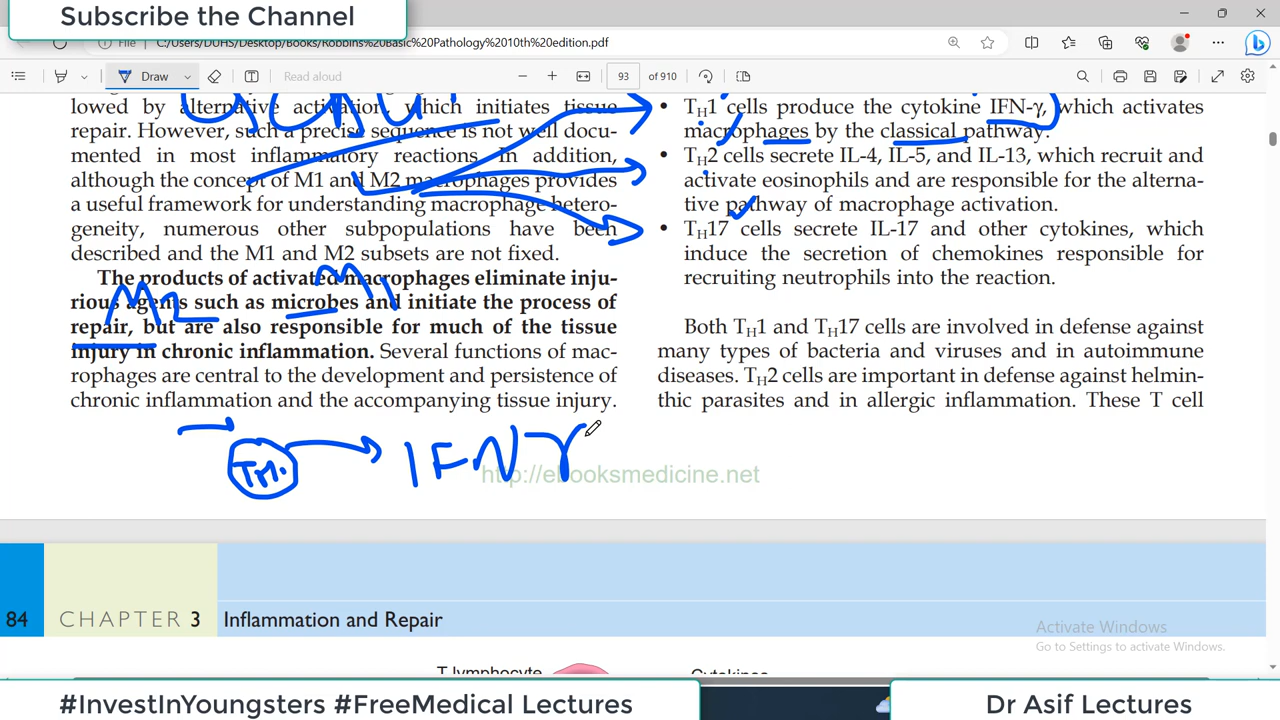 Subscribe the Channel
File
C:/Users/DUHS/Desktop/Books/Robbins%20Basic%20Pathology%2010th%20edition.pdf
Draw
Read aloud
93 of 910
lowed by alternative activation, which initiates tissue
repair. However, such a precise sequence is not well docu-
mented in most inflammatory reactions. In addition,
although the concept of M1 and M2 macrophages provides
a useful framework for understanding macrophage hetero-
geneity, numerous other subpopulations have been
described and the M1 and M2 subsets are not fixed.
M1
The products of activated macrophages eliminate inju-
M2
rious agents such as microbes and initiate the process of
repair, but are also responsible for much of the tissue
injury in chronic inflammation. Several functions of mac-
rophages are central to the development and persistence of
chronic inflammation and the accompanying tissue injury.
• TH1 cells produce the cytokine IFN-γ, which activates
macrophages by the classical pathway.
• TH2 cells secrete IL-4, IL-5, and IL-13, which recruit and
activate eosinophils and are responsible for the alterna-
tive pathway of macrophage activation.
• TH17 cells secrete IL-17 and other cytokines, which
induce the secretion of chemokines responsible for
recruiting neutrophils into the reaction.
Both TH1 and TH17 cells are involved in defense against
many types of bacteria and viruses and in autoimmune
diseases. TH2 cells are important in defense against helmin-
thic parasites and in allergic inflammation. These T cell
IFNγ
http://ebooksmedicine.net
84 CHAPTER 3 Inflammation and Repair
T lymphocyte
Cytokines
Activate Windows
Go to Settings to activate Windows.
#InvestInYoungsters #FreeMedical Lectures
Dr Asif Lectures